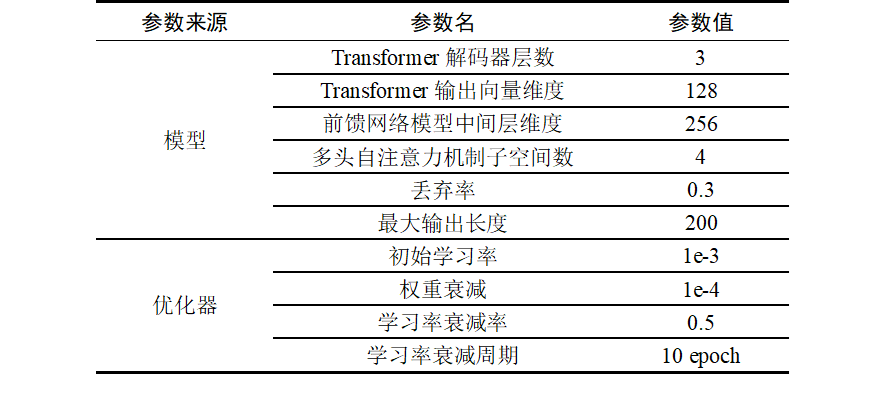 参数来源 参数名 参数值
Transformer 解码器层数 3
Transformer 输出向量维度 128
前馈网络模型中间层维度 256
模型
多头自注意力机制子空间数 4
丢弃率 0.3
最大输出长度 200
初始学习率 1e-3
权重衰减 1e-4
优化器
学习率衰减率 0.5
学习率衰减周期 10 epoch